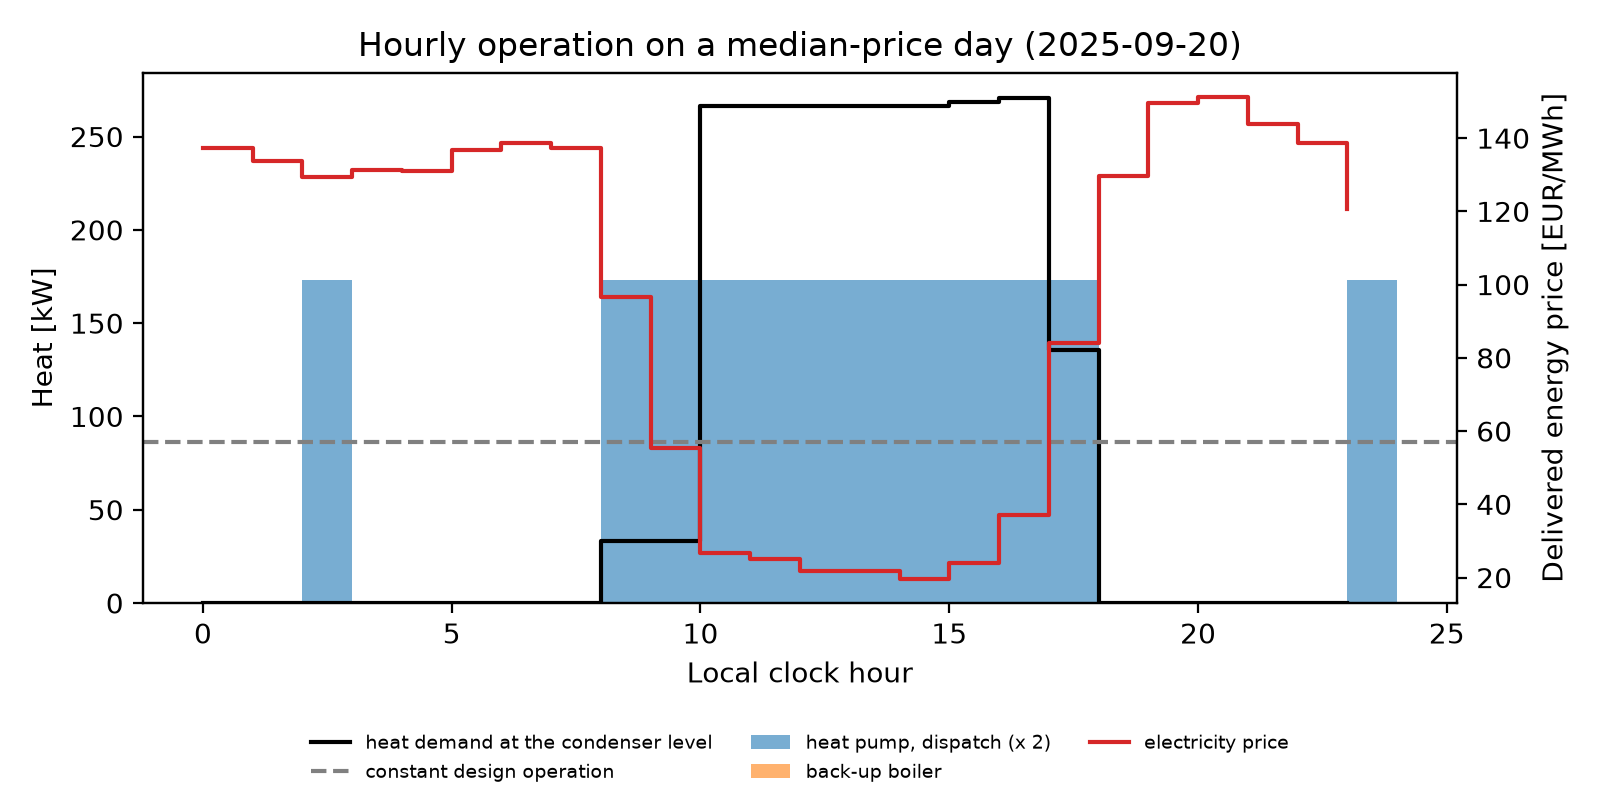 Hourly operation on a median-price day (2025-09-20)
Heat [kW]
250
200
150
100
50
0
140
120
100
80
60
40
20
Delivered energy price [EUR/MWh]
0 5 10 15 20 25
Local clock hour
heat demand at the condenser level
constant design operation
heat pump, dispatch (x 2)
back-up boiler
electricity price